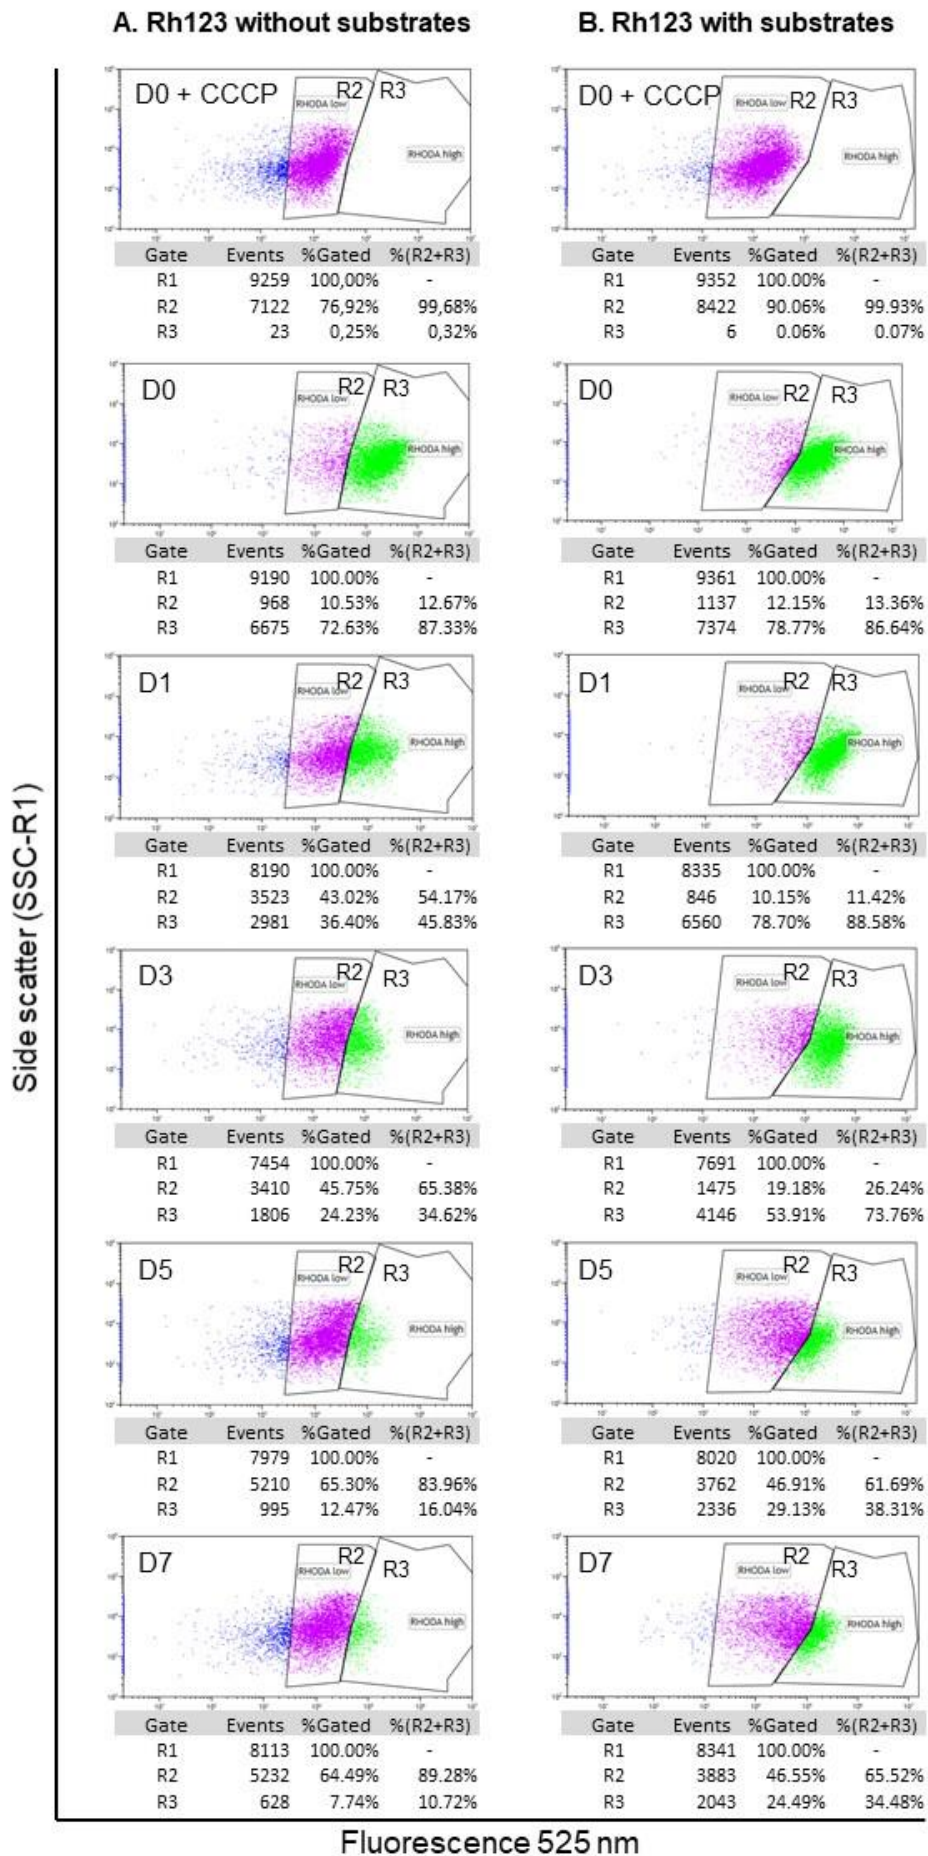 A. Rh123 without substrates B. Rh123 with substrates
D0 + CCCP R2 R3 D0 + CCCP R2 R3
RHODA low RHODA low
RHODA high RHODA high
Gate Events %Gated %(R2+R3) Gate Events %Gated %(R2+R3)
R1 9259 100,00% - R1 9352 100.00% -
R2 7122 76,92% 99,68% R2 8422 90.06% 99.93%
R3 23 0,25% 0,32% R3 6 0.06% 0.07%
D0 R2 R3 D0 R2 R3
RHODA low RHODA low
RHODA high RHODA high
Gate Events %Gated %(R2+R3) Gate Events %Gated %(R2+R3)
R1 9190 100.00% - R1 9361 100.00% -
R2 968 10.53% 12.67% R2 1137 12.15% 13.36%
R3 6675 72.63% 87.33% R3 7374 78.77% 86.64%
D1 R2 R3 D1 R2 R3
RHODA low RHODA low
RHODA high RHODA high
Gate Events %Gated %(R2+R3) Gate Events %Gated %(R2+R3)
R1 8190 100.00% - R1 8335 100.00% -
R2 3523 43.02% 54.17% R2 846 10.15% 11.42%
R3 2981 36.40% 45.83% R3 6560 78.70% 88.58%
D3 R2 R3 D3 R2 R3
RHODA low RHODA low
RHODA high RHODA high
Gate Events %Gated %(R2+R3) Gate Events %Gated %(R2+R3)
R1 7454 100.00% - R1 7691 100.00% -
R2 3410 45.75% 65.38% R2 1475 19.18% 26.24%
R3 1806 24.23% 34.62% R3 4146 53.91% 73.76%
D5 R2 R3 D5 R2 R3
RHODA low RHODA low
RHODA high RHODA high
Gate Events %Gated %(R2+R3) Gate Events %Gated %(R2+R3)
R1 7979 100.00% - R1 8020 100.00% -
R2 5210 65.30% 83.96% R2 3762 46.91% 61.69%
R3 995 12.47% 16.04% R3 2336 29.13% 38.31%
D7 R2 R3 D7 R2 R3
RHODA low RHODA low
RHODA high RHODA high
Gate Events %Gated %(R2+R3) Gate Events %Gated %(R2+R3)
R1 8113 100.00% - R1 8341 100.00% -
R2 5232 64.49% 89.28% R2 3883 46.55% 65.52%
R3 628 7.74% 10.72% R3 2043 24.49% 34.48%
Side scatter (SSC-R1)
Fluorescence 525 nm